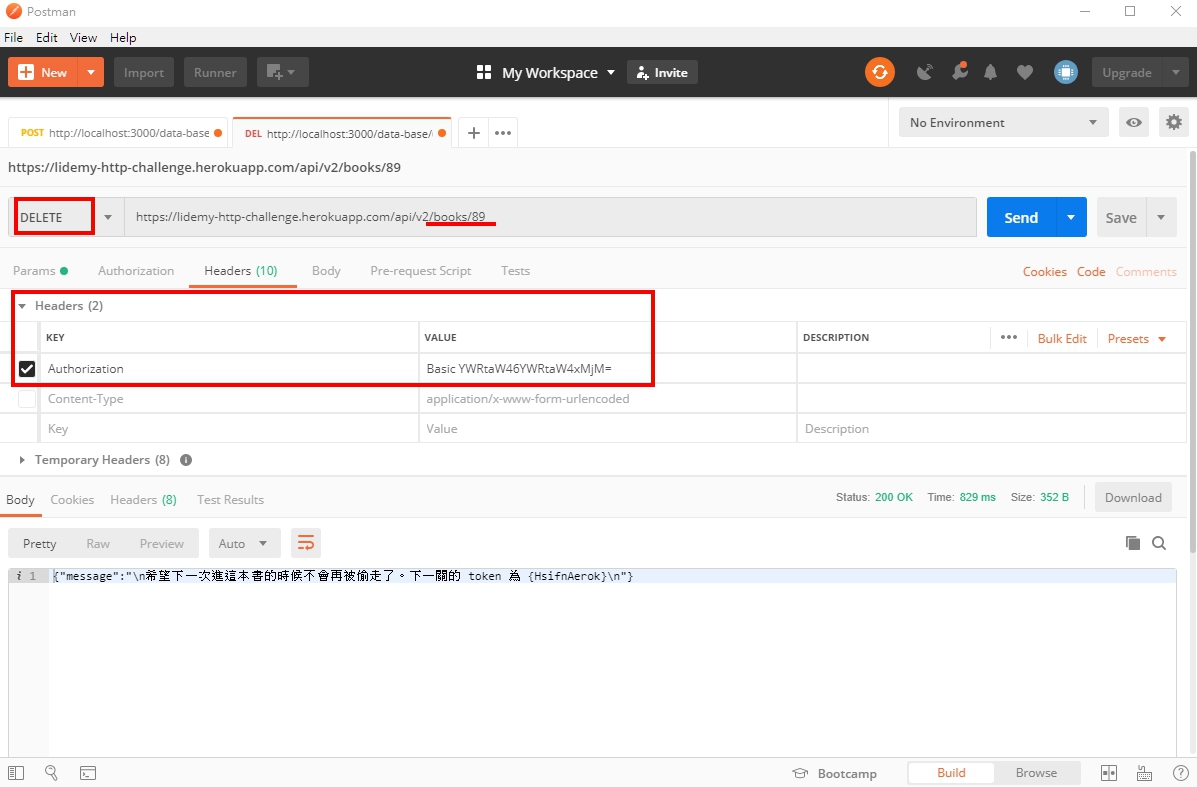 Postman
File Edit View Help
New Import Runner My Workspace Invite Upgrade
POST http://localhost:3000/data-base DEL http://localhost:3000/data-base/ No Environment
https://lidemy-http-challenge.herokuapp.com/api/v2/books/89
DELETE https://lidemy-http-challenge.herokuapp.com/api/v2/books/89 Send Save
Params Authorization Headers (10) Body Pre-request Script Tests Cookies Code Comments
Headers (2)
KEY VALUE DESCRIPTION ••• Bulk Edit Presets
Authorization Basic YWRtaW46YWRtaW4xMjM=
Content-Type application/x-www-form-urlencoded
Key Value Description
Temporary Headers (8)
Body Cookies Headers (8) Test Results Status: 200 OK Time: 829 ms Size: 352 B Download
Pretty Raw Preview Auto
i 1 {"message":"\n希望下一次進這本書的時候不會再被偷走了。下一關的 token 為 {HsifnAerok}\n"}
Bootcamp Build Browse